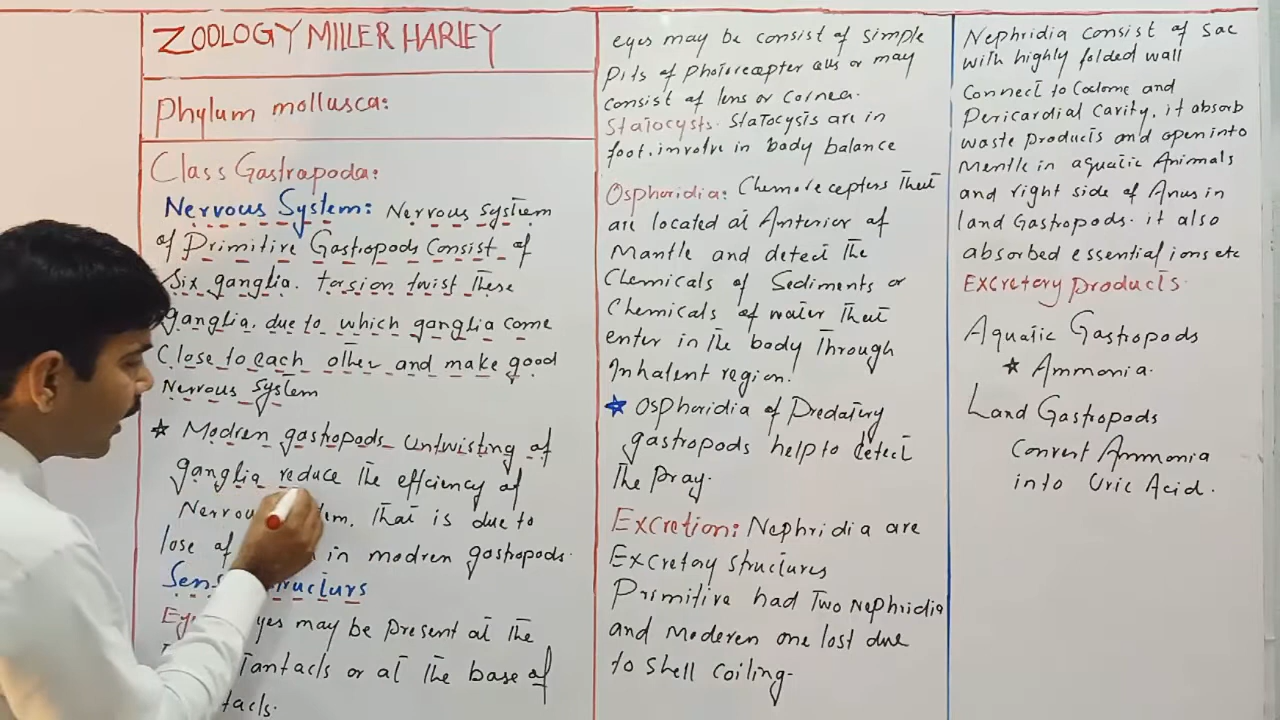 ZOOLOGY MILLER HARLEY
Phylum mollusca:
Class Gastrapoda:
Nervous System: Nervous System
of Primitive Gastropods Consist of
Six ganglia. Torsion twist These
ganglia. due to which ganglia come
Close to each other and make good
Nervous System
* Modren gastropods untwisting of
ganglia reduce The effciency of
That is due to
lose of in modren gastropods.
eyes may be Present at The
Tantacls or at The base of
eyes may be consist of simple
Pits of Photorecepter cells or may
consist of lens or Cornea.
Statocysts. Statocysts are in
foot. involve in body balance
Osphoridia: Chemorecepters That
are located at Anterior of
Mantle and detect The
Chemicals of Sediments or
Chemicals of water That
enter in The body Through
Inhalent region.
* Osphoridia of Predatory
gastropods help to detect
The Pray.
Excretion: Nephridia are
Excretory structures
Primitive had Two Nephridia
and moderen one lost due
to shell coiling.
Nephridia consist of Sac
with highly folded wall
Connect to Coelome and
Pericardial Cavity. it absorb
waste Products and open into
Mentle in aquatic Animals
and right side of Anus in
land Gastropods. it also
absorbed essential ions etc
Excretory products.
Aquatic Gastropods
* Ammonia.
Land Gastropods
Convert Ammonia
into Uric Acid.